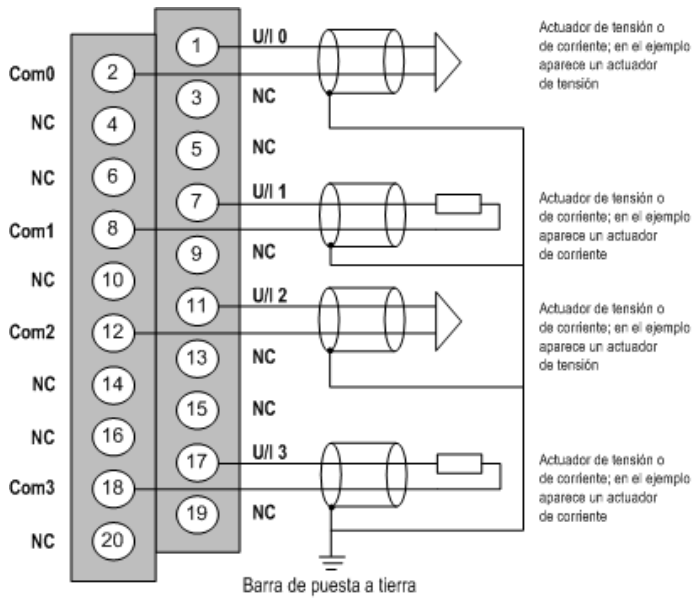 1
U/I 0
Actuador de tensión o
de corriente; en el ejemplo
aparece un actuador
de tensión
Com0
2
3
NC
NC
4
5
NC
NC
6
7
U/I 1
Actuador de tensión o
de corriente; en el ejemplo
aparece un actuador
de corriente
Com1
8
9
NC
NC
10
11
U/I 2
Actuador de tensión o
de corriente; en el ejemplo
aparece un actuador
de tensión
Com2
12
13
NC
NC
14
15
NC
NC
16
17
U/I 3
Actuador de tensión o
de corriente; en el ejemplo
aparece un actuador
de corriente
Com3
18
19
NC
NC
20
Barra de puesta a tierra